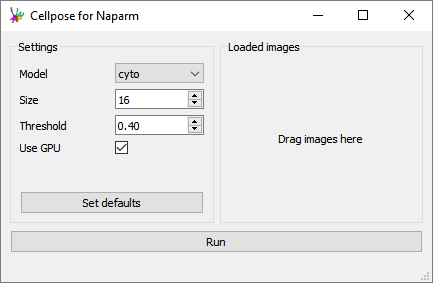 Cellpose for Naparm
Settings
Model cyto
Size 16
Threshold 0.40
Use GPU
Set defaults
Loaded images
Drag images here
Run